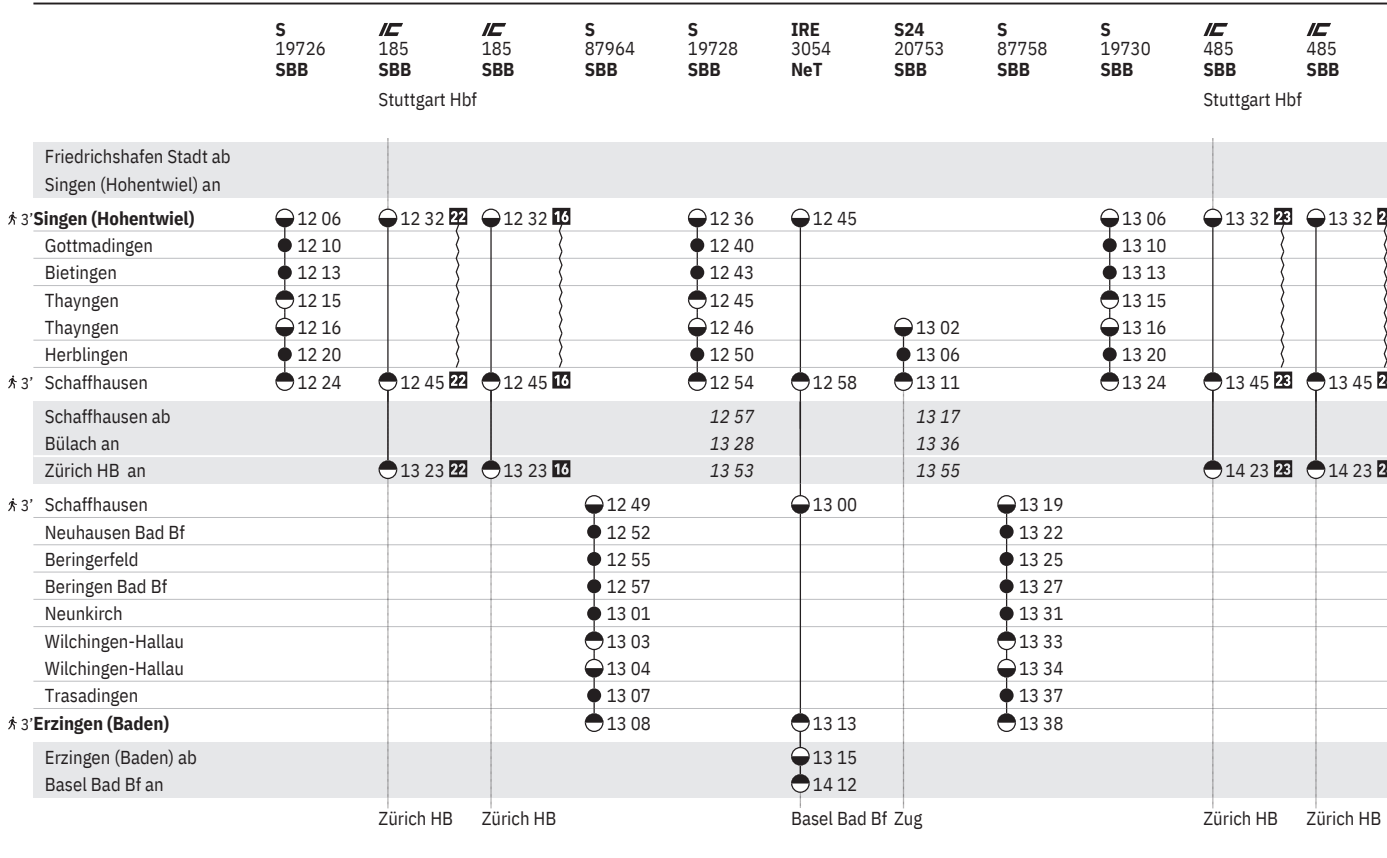 S IC IC S S IRE S24 S S IC IC
19726 185 185 87964 19728 3054 20753 87758 19730 485 485
SBB SBB SBB SBB SBB NeT SBB SBB SBB SBB SBB
Stuttgart Hbf Stuttgart Hbf
Friedrichshafen Stadt ab
Singen (Hohentwiel) an
3' Singen (Hohentwiel) 12 06 12 32 22 12 32 16 12 36 12 45 13 06 13 32 23 13 32
Gottmadingen 12 10 12 40 13 10
Bietingen 12 13 12 43 13 13
Thayngen 12 15 12 45 13 15
Thayngen 12 16 12 46 13 02 13 16
Herblingen 12 20 12 50 13 06 13 20
3' Schaffhausen 12 24 12 45 22 12 45 16 12 54 12 58 13 11 13 24 13 45 23 13 45
Schaffhausen ab 12 57 13 17
Bülach an 13 28 13 36
Zürich HB an 13 23 22 13 23 16 13 53 13 55 14 23 23 14 23
3' Schaffhausen 12 49 13 00 13 19
Neuhausen Bad Bf 12 52 13 22
Beringerfeld 12 55 13 25
Beringen Bad Bf 12 57 13 27
Neunkirch 13 01 13 31
Wilchingen-Hallau 13 03 13 33
Wilchingen-Hallau 13 04 13 34
Trasadingen 13 07 13 37
3' Erzingen (Baden) 13 08 13 13 13 38
Erzingen (Baden) ab 13 15
Basel Bad Bf an 14 12
Zürich HB Zürich HB Basel Bad Bf Zug Zürich HB Zürich HB